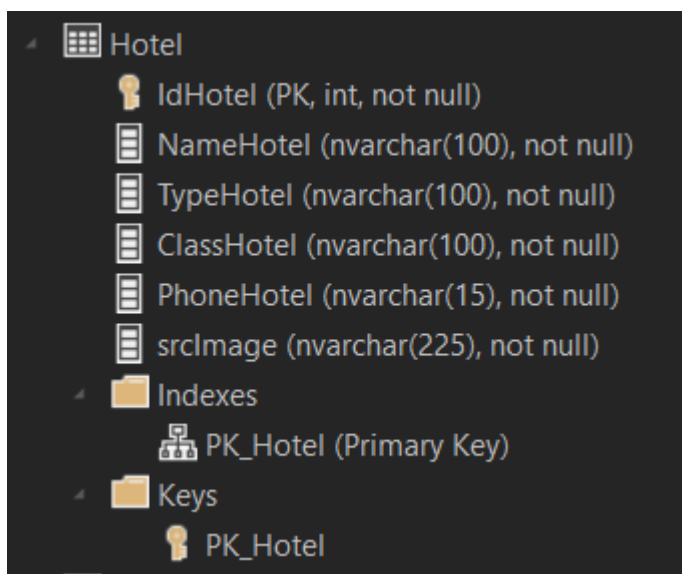 Hotel
IdHotel (PK, int, not null)
NameHotel (nvarchar(100), not null)
TypeHotel (nvarchar(100), not null)
ClassHotel (nvarchar(100), not null)
PhoneHotel (nvarchar(15), not null)
srcImage (nvarchar(225), not null)
Indexes
PK_Hotel (Primary Key)
Keys
PK_Hotel